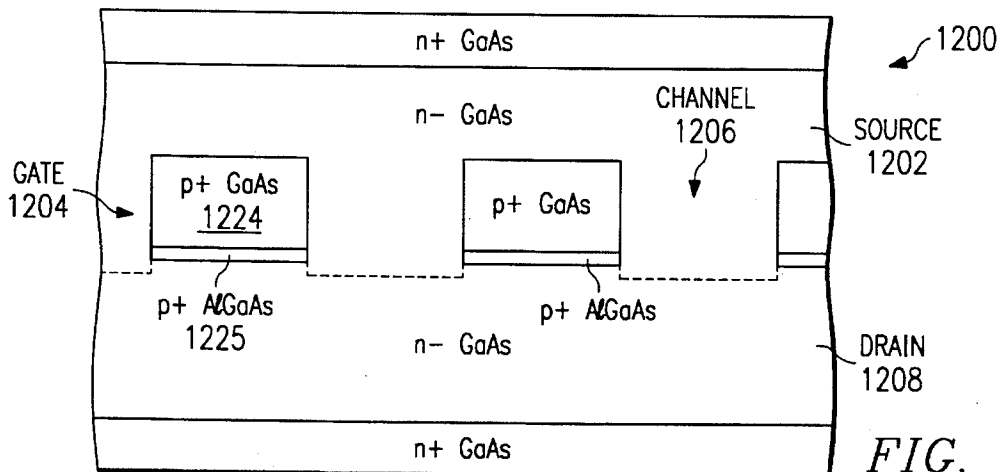 n+ GaAs
1200
n- GaAs
CHANNEL
1206
SOURCE
1202
GATE
1204
p+ GaAs
1224
p+ GaAs
p+ AlGaAs
1225
p+ AlGaAs
n- GaAs
DRAIN
1208
n+ GaAs
FIG.